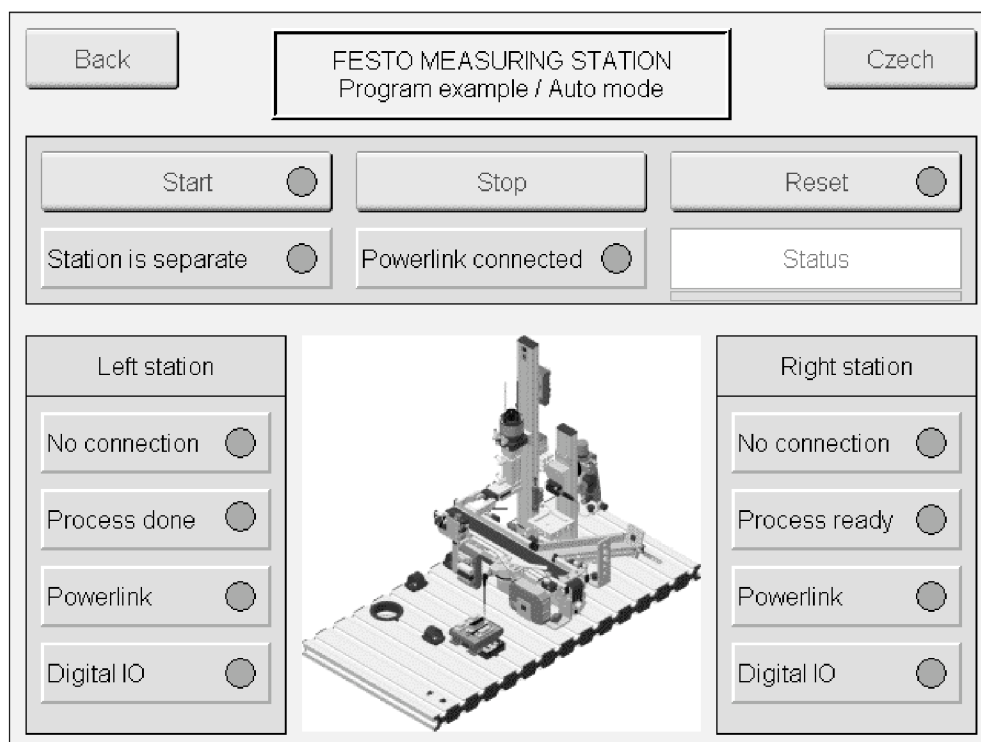 Back
FESTO MEASURING STATION
Program example / Auto mode
Czech
Start
Stop
Reset
Station is separate
Powerlink connected
Status
Left station
No connection
Process done
Powerlink
Digital IO
Right station
No connection
Process ready
Powerlink
Digital IO